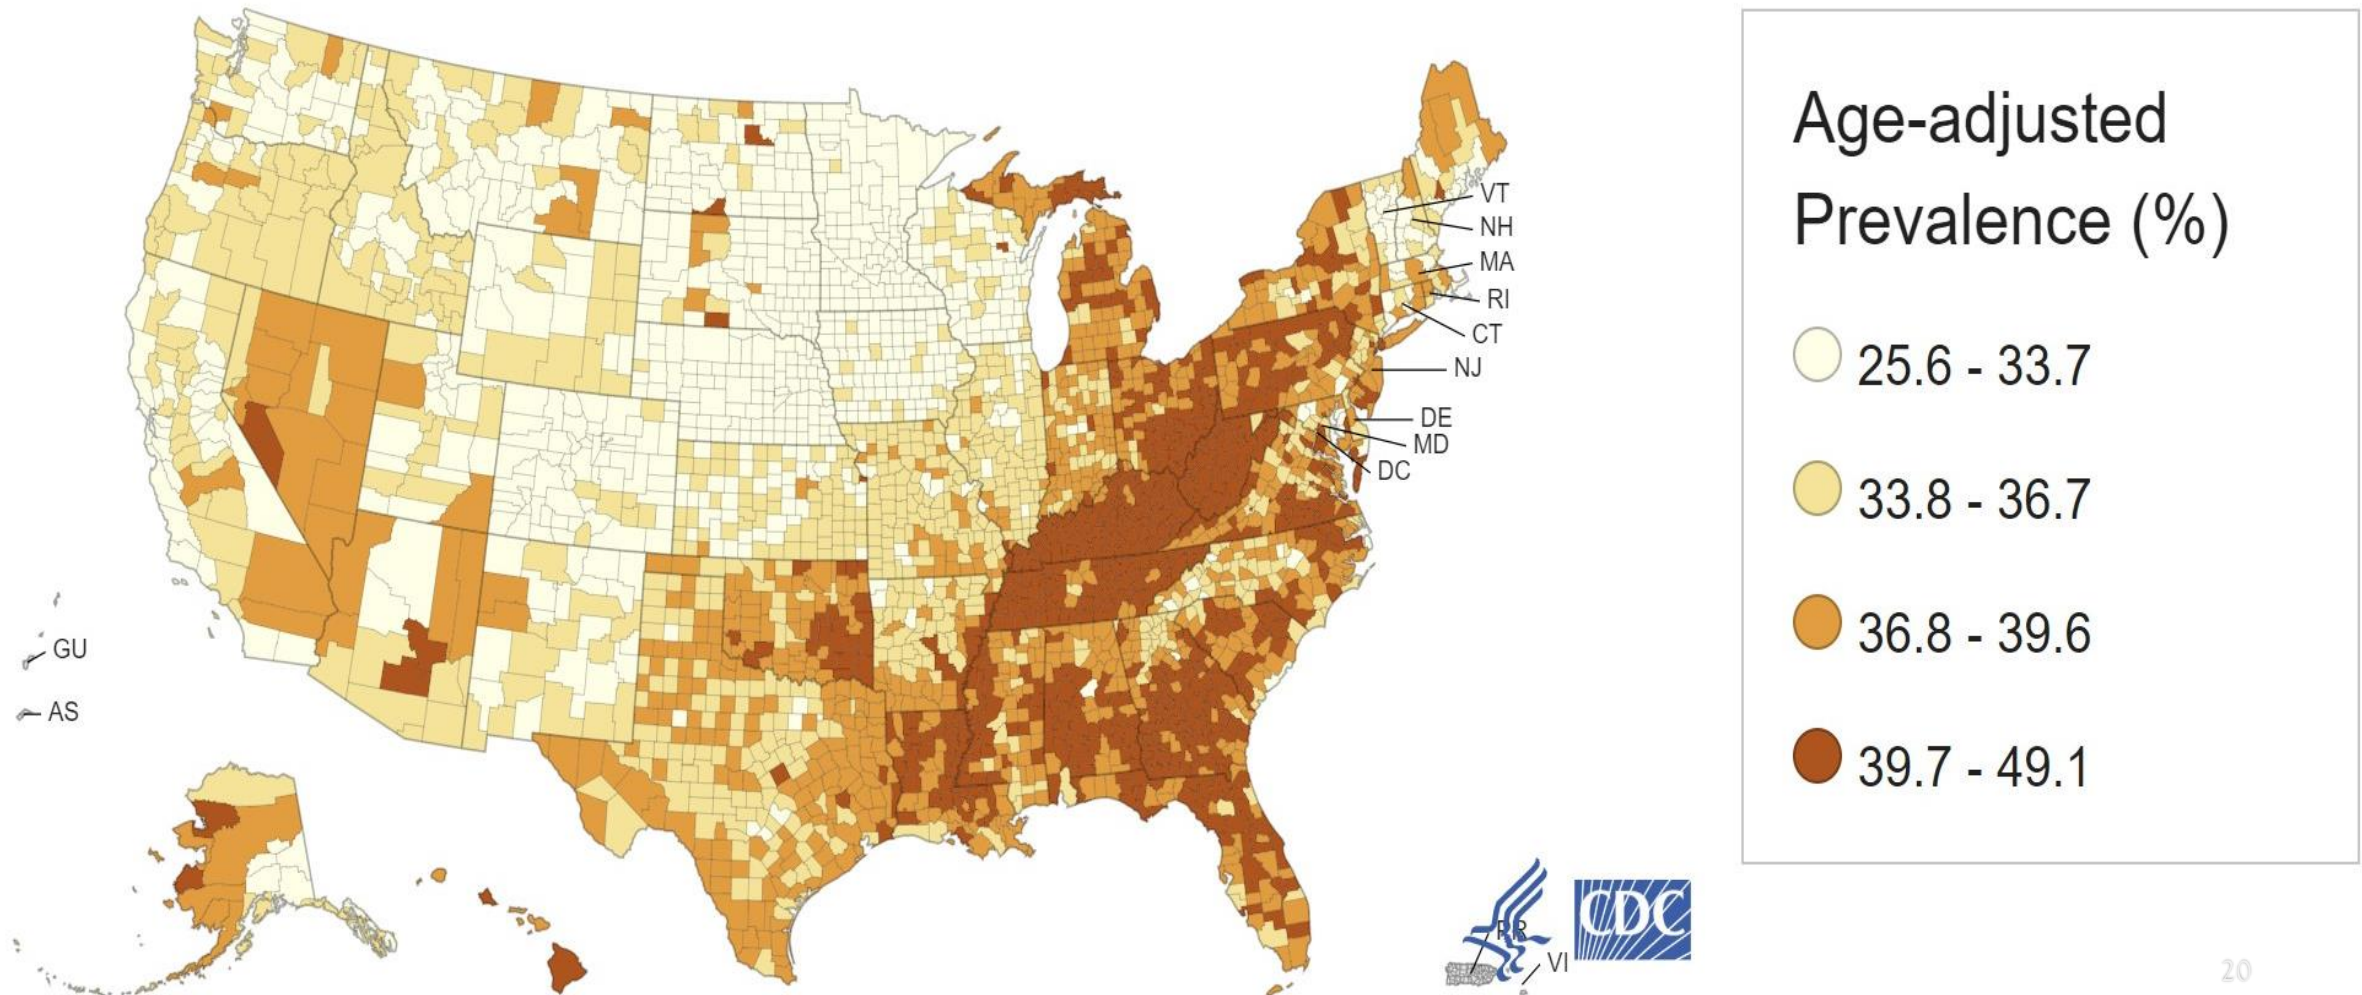 VT
NH
MA
RI
CT
NJ
DE
MD
DC
GU
AS
PR
VI
CDC
Age-adjusted
Prevalence (%)
25.6 - 33.7
33.8 - 36.7
36.8 - 39.6
39.7 - 49.1
20